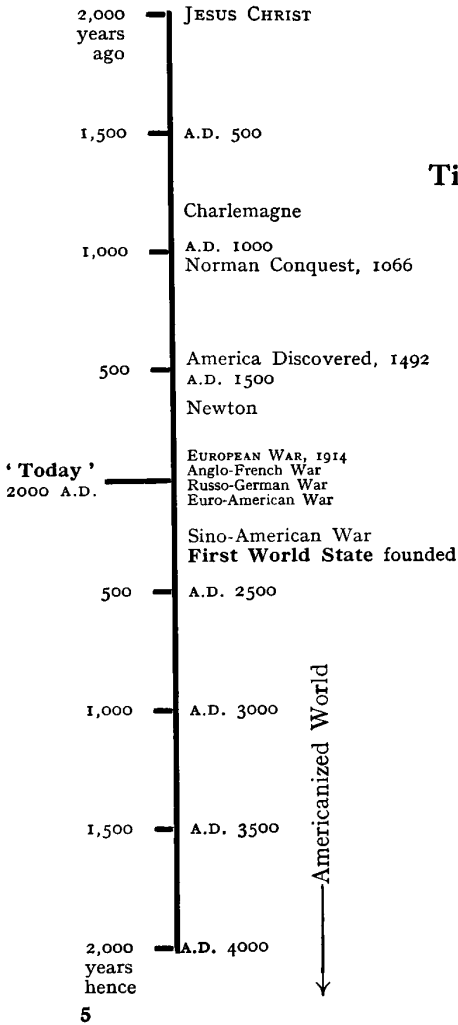 2,000 JESUS CHRIST
years
ago
1,500 A.D. 500
Ti
Charlemagne
1,000 A.D. 1000
Norman Conquest, 1066
America Discovered, 1492
500 A.D. 1500
Newton
EUROPEAN WAR, 1914
'Today' Anglo-French War
2000 A.D. Russo-German War
Euro-American War
Sino-American War
First World State founded
500 A.D. 2500
1,000 A.D. 3000
Americanized World
1,500 A.D. 3500
2,000 A.D. 4000
years
hence
5